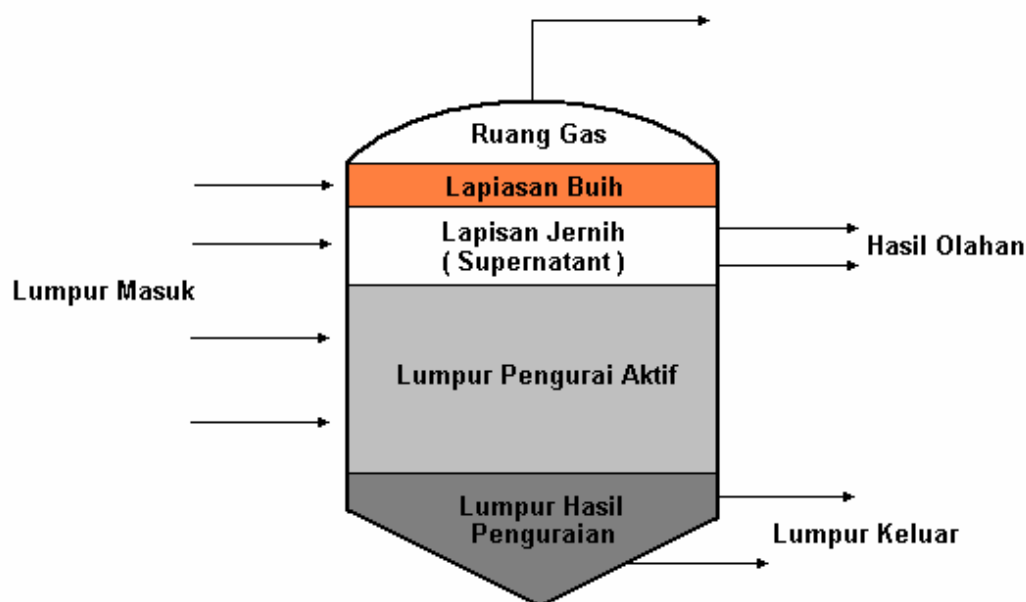 Ruang Gas
Lapiasan Buih
Lapisan Jernih
( Supernatant )
Hasil Olahan
Lumpur Masuk
Lumpur Pengurai Aktif
Lumpur Hasil
Penguraian
Lumpur Keluar